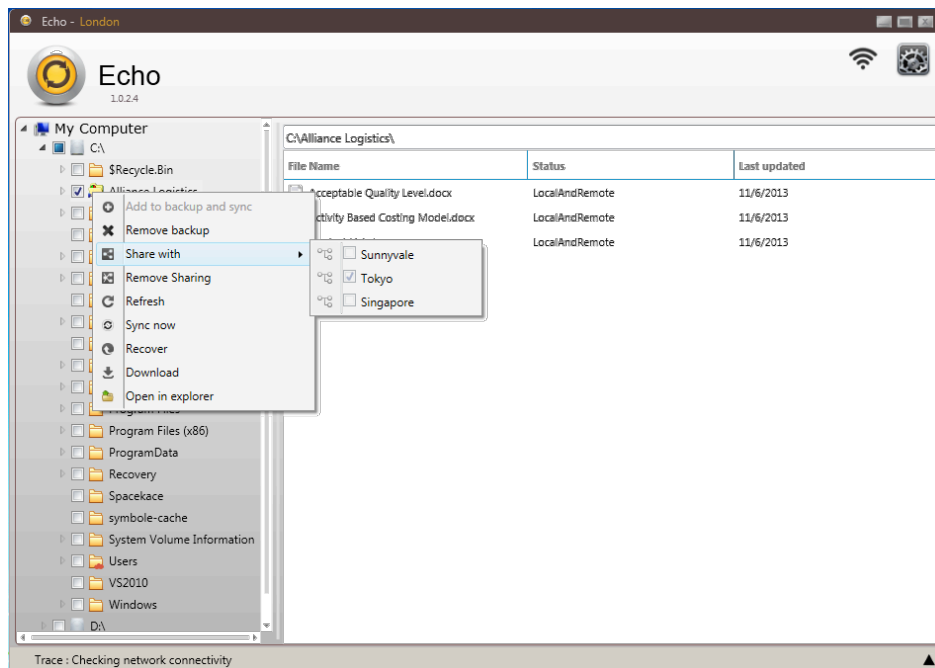 Echo - London
Echo
1.0.2.4
My Computer
C:\
$Recycle.Bin
Alliance Logistics
Program Files
Program Files (x86)
ProgramData
Recovery
Spacekace
symbole-cache
System Volume Information
Users
VS2010
Windows
D:\
Add to backup and sync
Remove backup
Share with
Remove Sharing
Refresh
Sync now
Recover
Download
Open in explorer
Sunnyvale
Tokyo
Singapore
C:\Alliance Logistics\
File Name Status Last updated
Acceptable Quality Level.docx LocalAndRemote 11/6/2013
ctivity Based Costing Model.docx LocalAndRemote 11/6/2013
LocalAndRemote 11/6/2013
Trace : Checking network connectivity